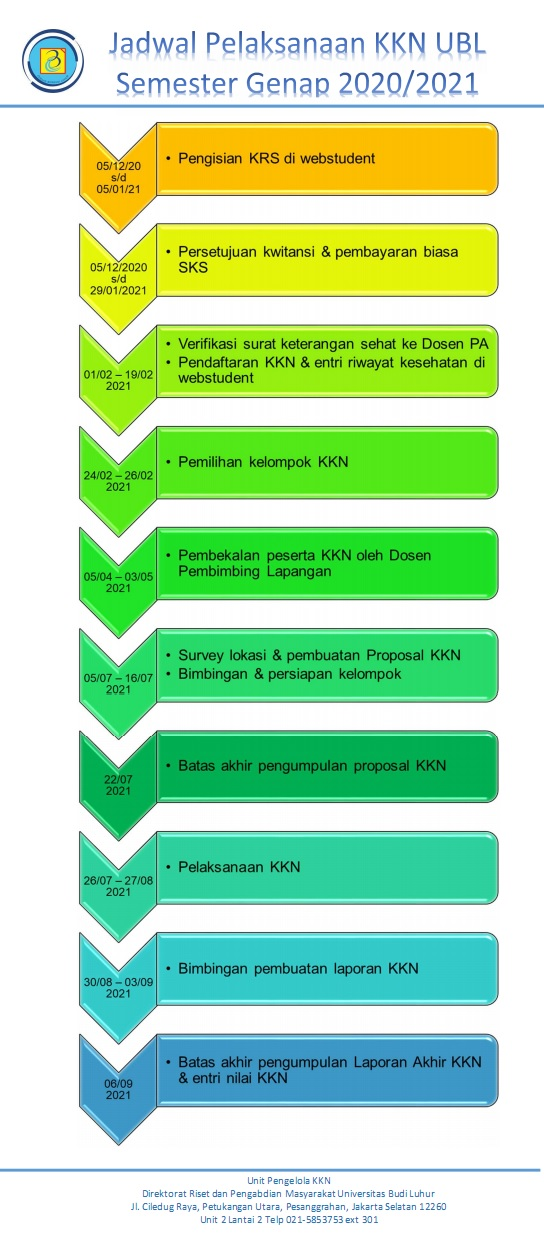 Jadwal Pelaksanaan KKN UBL
Semester Genap 2020/2021
05/12/20
s/d
05/01/21
• Pengisian KRS di webstudent
05/12/2020
s/d
29/01/2021
• Persetujuan kwitansi & pembayaran biasa
SKS
01/02 – 19/02
2021
• Verifikasi surat keterangan sehat ke Dosen PA
• Pendaftaran KKN & entri riwayat kesehatan di
webstudent
24/02 – 26/02
2021
• Pemilihan kelompok KKN
05/04 – 03/05
2021
• Pembekalan peserta KKN oleh Dosen
Pembimbing Lapangan
05/07 – 16/07
2021
• Survey lokasi & pembuatan Proposal KKN
• Bimbingan & persiapan kelompok
22/07
2021
• Batas akhir pengumpulan proposal KKN
26/07 – 27/08
2021
• Pelaksanaan KKN
30/08 – 03/09
2021
• Bimbingan pembuatan laporan KKN
06/09
2021
• Batas akhir pengumpulan Laporan Akhir KKN
& entri nilai KKN
Unit Pengelola KKN
Direktorat Riset dan Pengabdian Masyarakat Universitas Budi Luhur
Jl. Ciledug Raya, Petukangan Utara, Pesanggrahan, Jakarta Selatan 12260
Unit 2 Lantai 2 Telp 021-5853753 ext 301